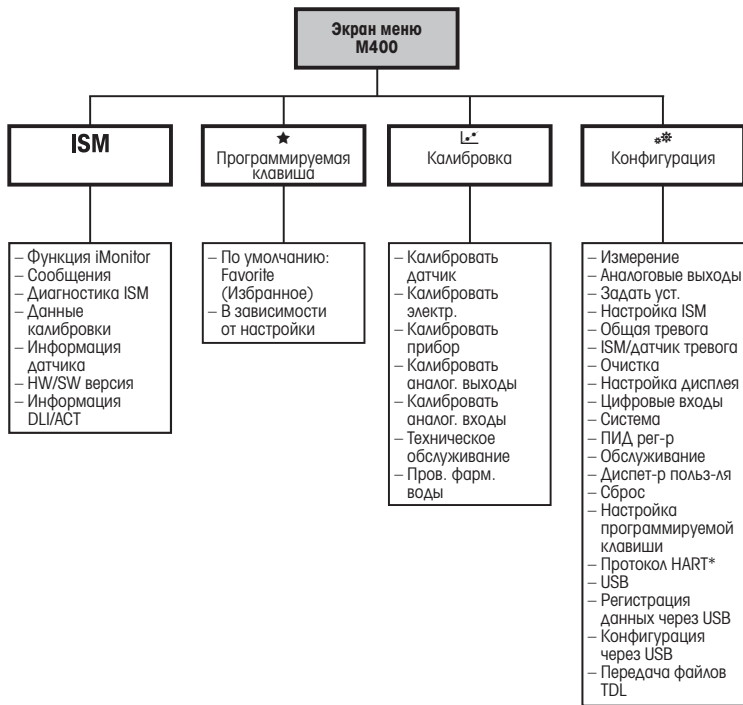 Экран меню
M400
ISM
Программируемая
клавиша
Калибровка
Конфигурация
– Функция iMonitor
– Сообщения
– Диагностика ISM
– Данные
калибровки
– Информация
датчика
– HW/SW версия
– Информация
DLI/ACT
– По умолчанию:
Favorite
(Избранное)
– В зависимости
от настройки
– Калибровать
датчик
– Калибровать
электр.
– Калибровать
прибор
– Калибровать
аналог. выходы
– Калибровать
аналог. входы
– Техническое
обслуживание
– Пров. фарм.
воды
– Измерение
– Аналоговые выходы
– Задать уст.
– Настройка ISM
– Общая тревога
– ISM/датчик тревога
– Очистка
– Настройка дисплея
– Цифровые входы
– Система
– ПИД рег-р
– Обслуживание
– Диспет-р польз-ля
– Сброс
– Настройка
программируемой
клавиши
– Протокол HART*
– USB
– Регистрация
данных через USB
– Конфигурация
через USB
– Передача файлов
TDL